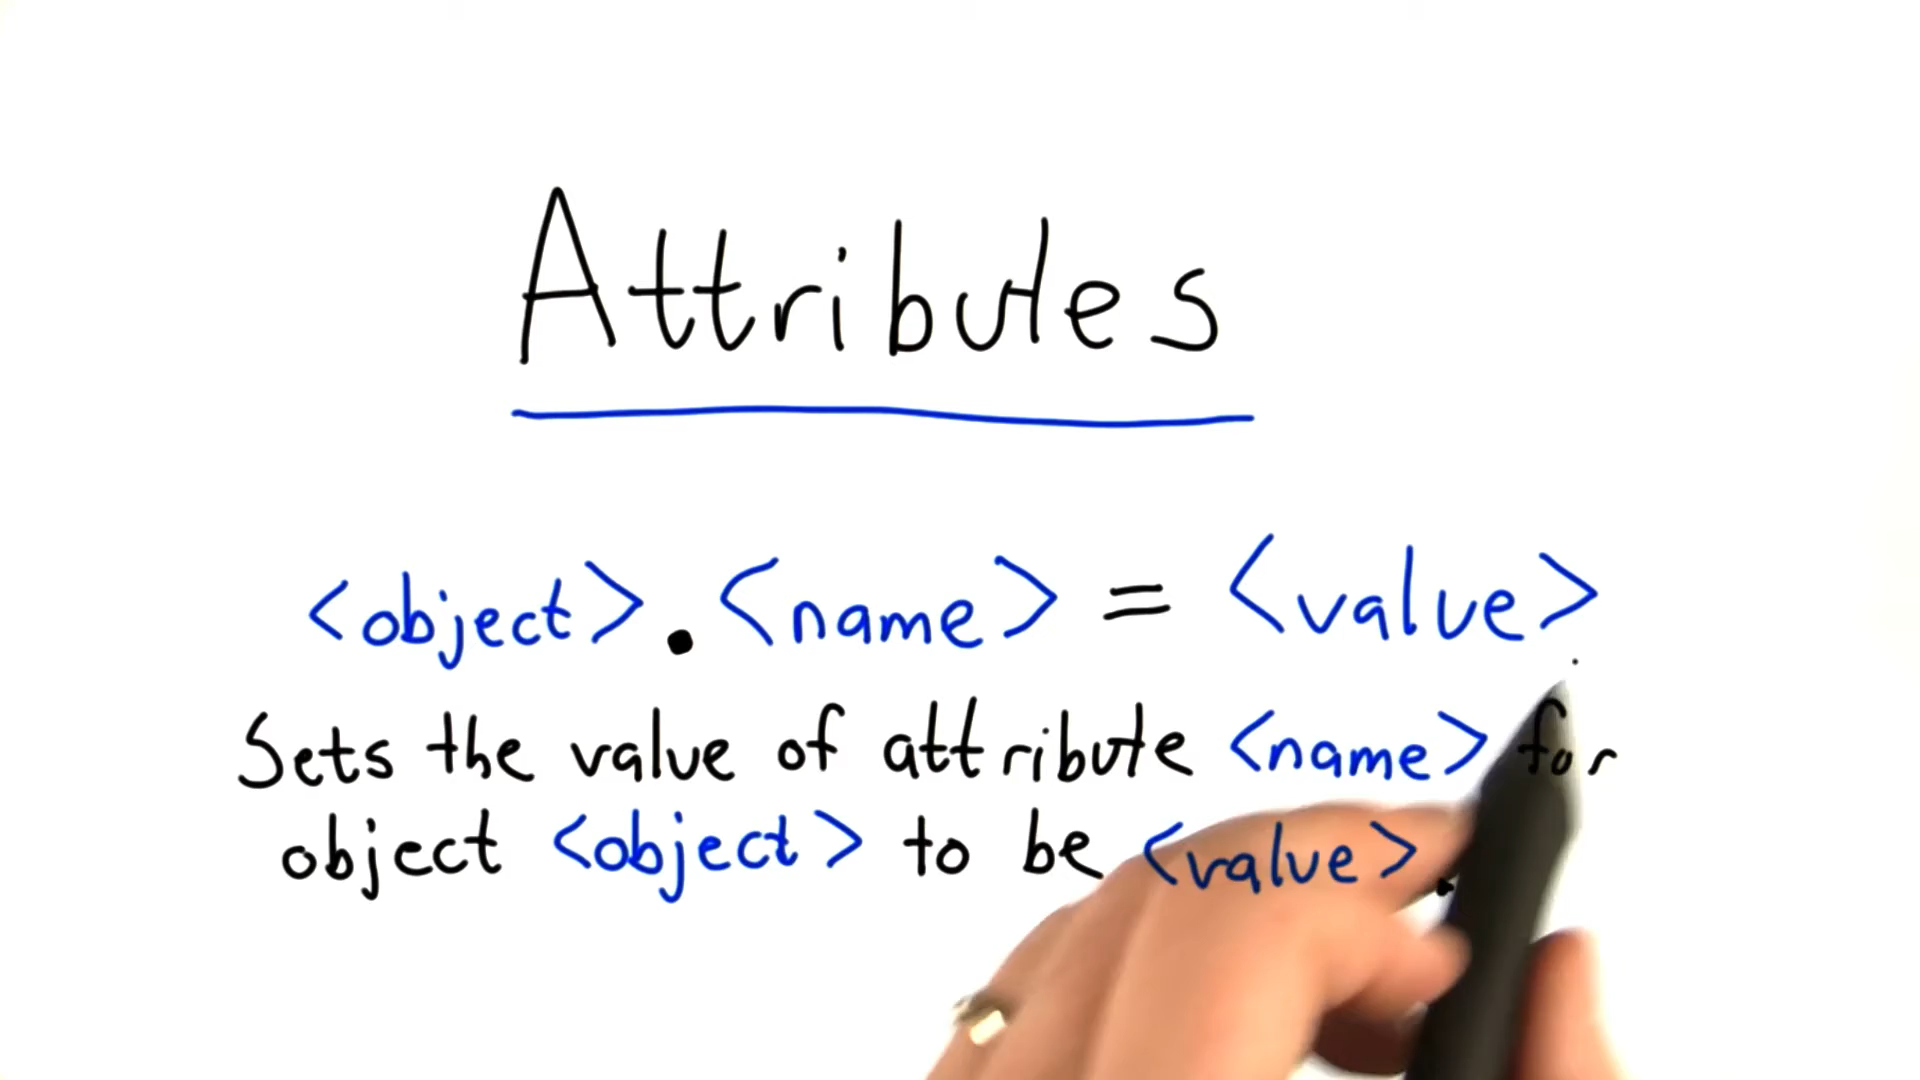 Attributes
<object>.<name> = <value>
Sets the value of attribute <name> for
object <object> to be <value>.